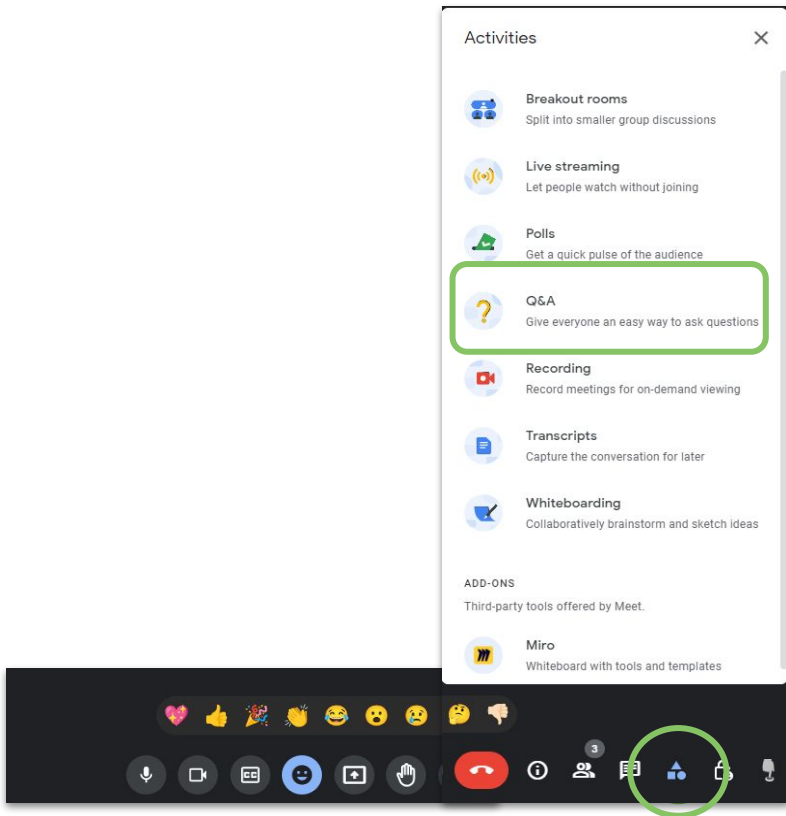 Activities
Breakout rooms
Split into smaller group discussions
Live streaming
Let people watch without joining
Polls
Get a quick pulse of the audience
Q&A
Give everyone an easy way to ask questions
Recording
Record meetings for on-demand viewing
Transcripts
Capture the conversation for later
Whiteboarding
Collaboratively brainstorm and sketch ideas
ADD-ONS
Third-party tools offered by Meet.
Miro
Whiteboard with tools and templates
3
CC